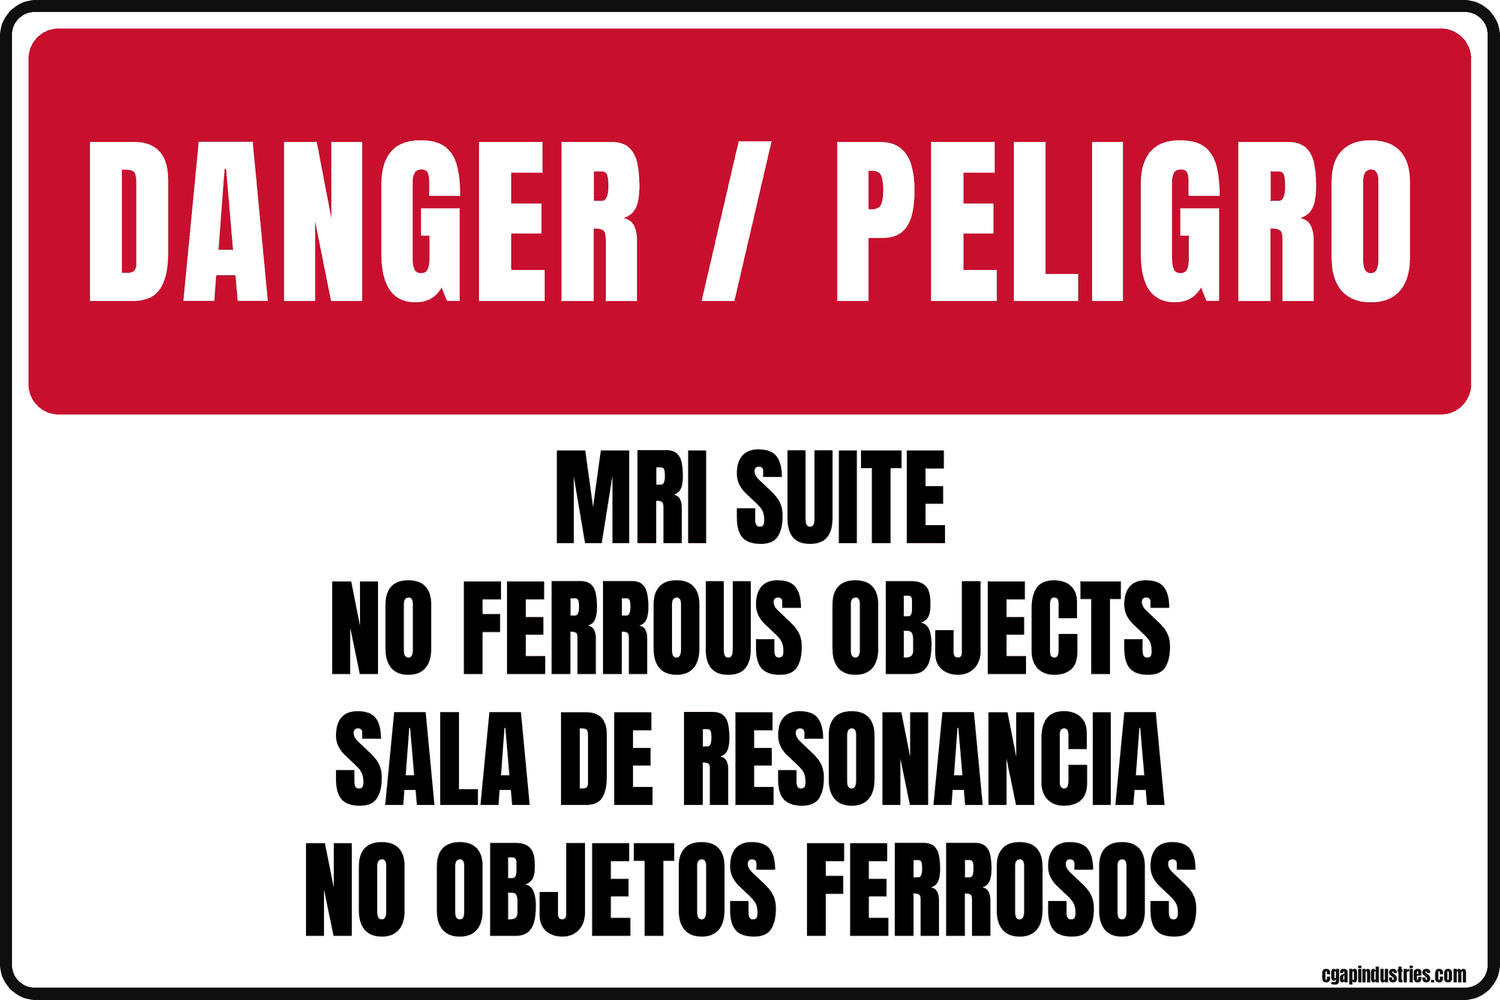 DANGER / PELIGRO
MRI SUITE
NO FERROUS OBJECTS
SALA DE RESONANCIA
NO OBJETOS FERROSOS
cgapindustries.com